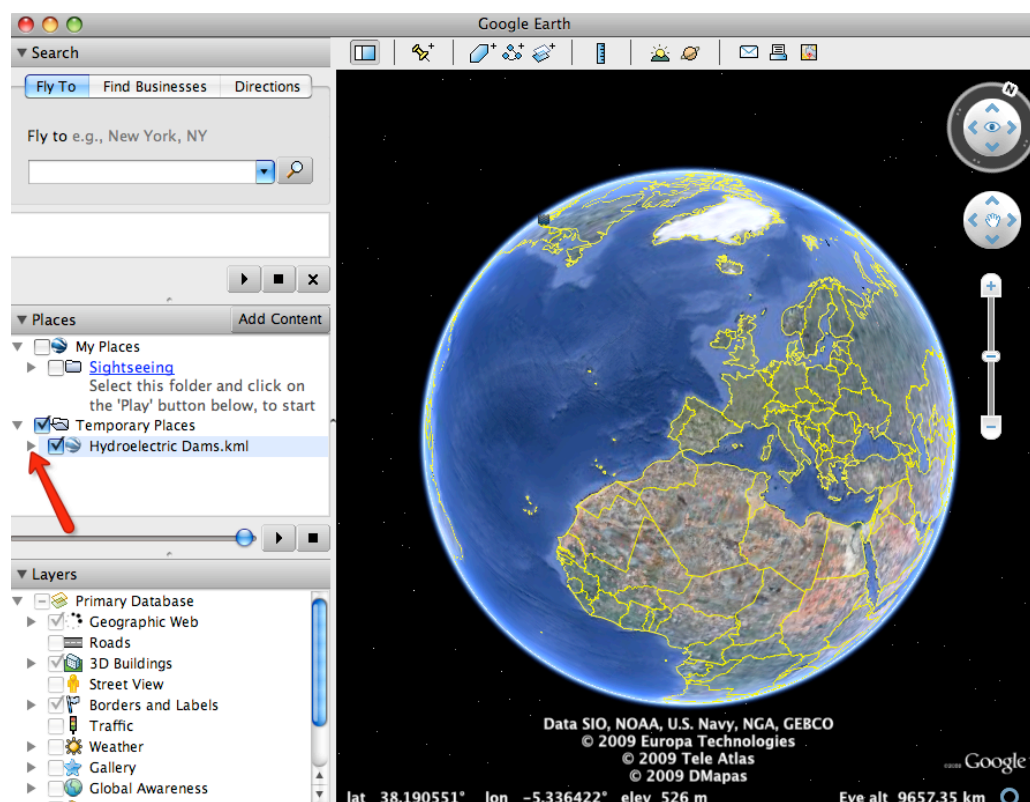 Google Earth
Search
Fly To Find Businesses Directions
Fly to e.g., New York, NY
Places Add Content
My Places
Sightseeing
Select this folder and click on
the 'Play' button below, to start
Temporary Places
Hydroelectric Dams.kml
Layers
Primary Database
Geographic Web
Roads
3D Buildings
Street View
Borders and Labels
Traffic
Weather
Gallery
Global Awareness
N
Data SIO, NOAA, U.S. Navy, NGA, GEBCO
© 2009 Europa Technologies
© 2009 Tele Atlas
© 2009 DMapas
Google
lat 38.190551° lon -5.336422° elev 526 m Eye alt 9657.35 km